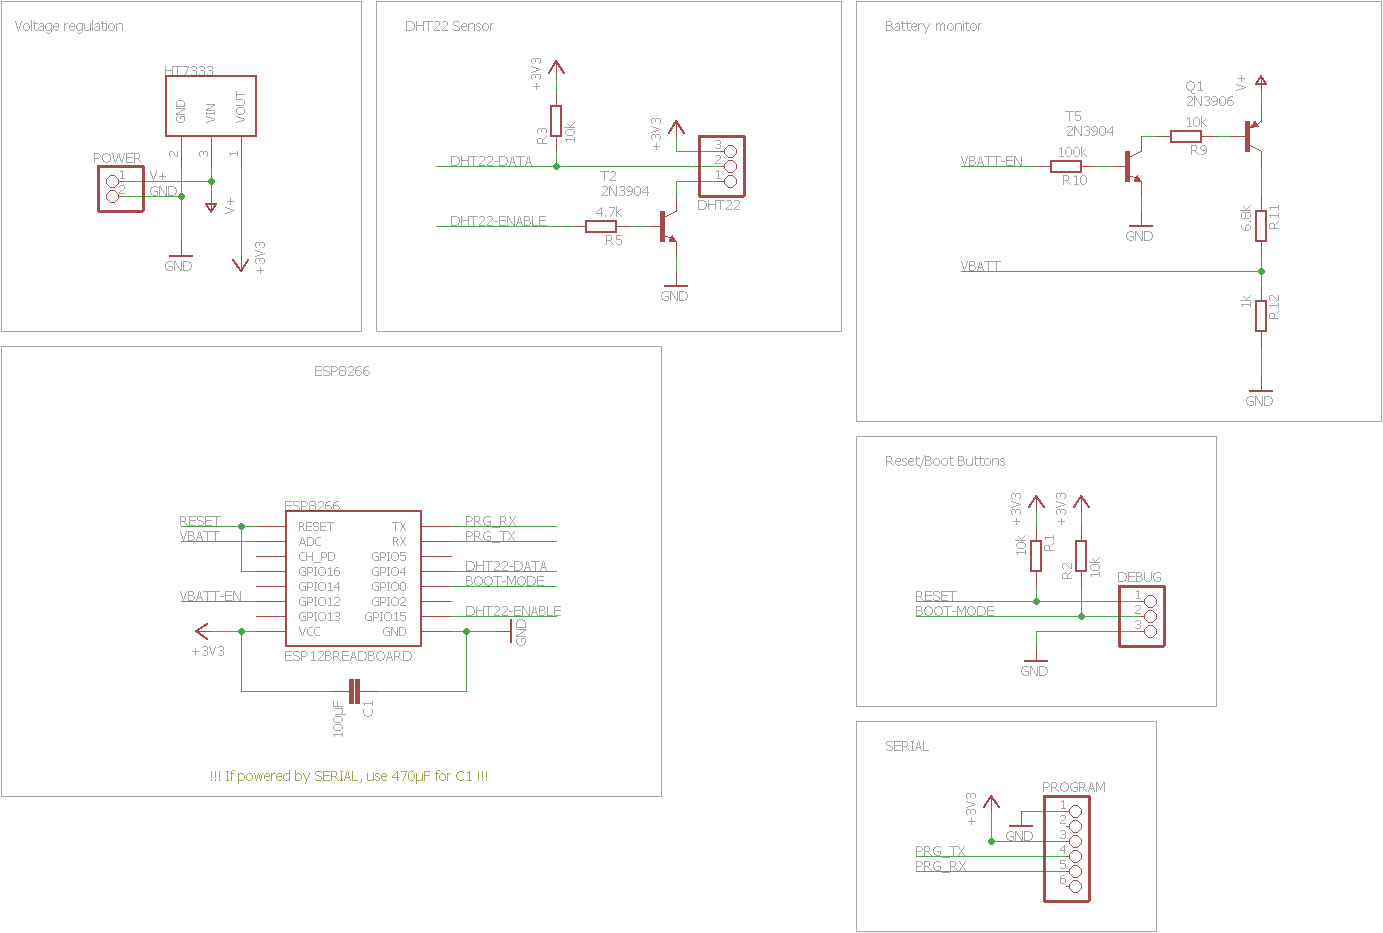 Voltage regulation
HT7333
GND
VIN
VOUT
2
3
1
POWER
1
2
V+
GND
V+
+3V3
GND
DHT22 Sensor
+3V3
R3
10k
+3V3
DHT22-DATA
T2
2N3904
3
2
1
DHT22
DHT22-ENABLE
4.7k
R5
GND
Battery monitor
Q1
2N3906
V+
T5
2N3904
10k
R9
VBATT-EN
100k
R10
GND
6.8k
R11
VBATT
1k
R12
GND
ESP8266
ESP8266
RESET
VBATT
VBATT-EN
+3V3
RESET
ADC
CH_PD
GPIO16
GPIO14
GPIO12
GPIO13
VCC
TX
RX
GPIO5
GPIO4
GPIO0
GPIO2
GPIO15
GND
PRG_RX
PRG_TX
DHT22-DATA
BOOT-MODE
DHT22-ENABLE
GND
ESP12BREADBOARD
100µF
C1
!!! If powered by SERIAL, use 470µF for C1 !!!
Reset/Boot Buttons
+3V3
+3V3
10k
R1
R2
10k
DEBUG
RESET
BOOT-MODE
1
2
3
GND
SERIAL
+3V3
PROGRAM
GND
1
2
3
4
5
6
PRG_TX
PRG_RX